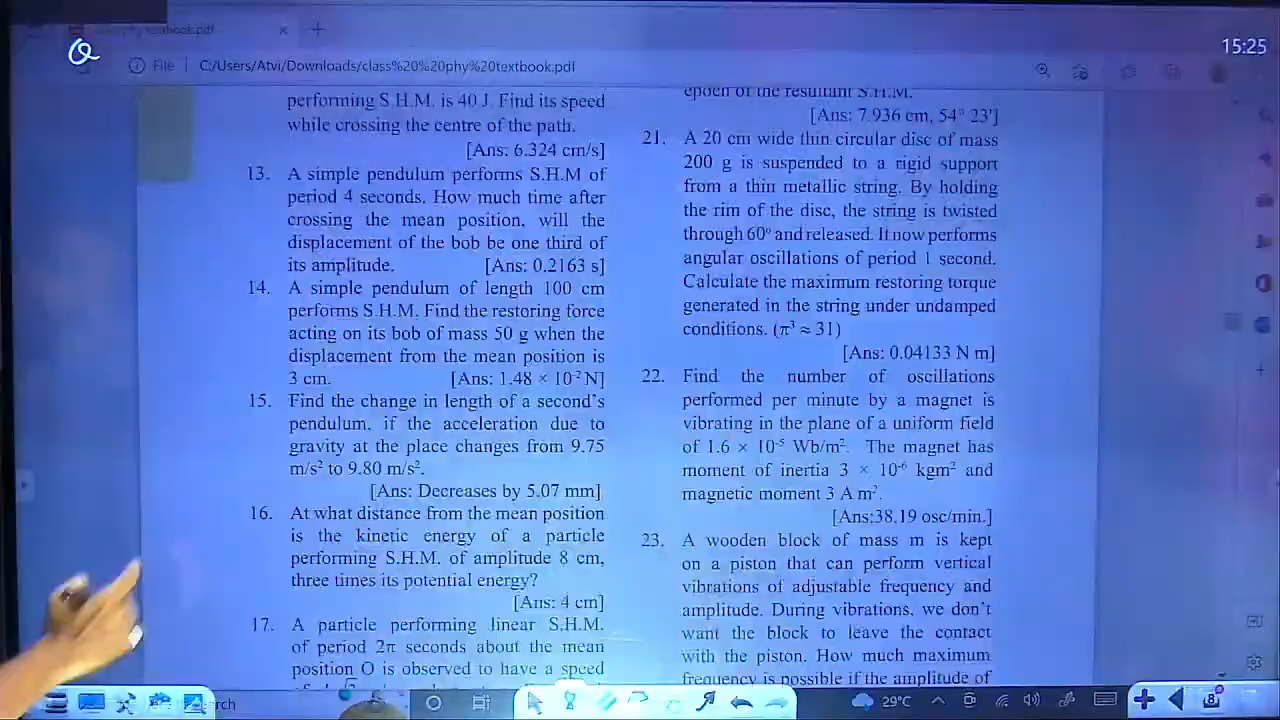 15:25
File | C:/Users/Atvi/Downloads/class%20%20phy%20textbook.pdf
performing S.H.M. is 40 J. Find its speed
while crossing the centre of the path.
[Ans: 6.324 cm/s]
13. A simple pendulum performs S.H.M of
period 4 seconds. How much time after
crossing the mean position, will the
displacement of the bob be one third of
its amplitude. [Ans: 0.2163 s]
14. A simple pendulum of length 100 cm
performs S.H.M. Find the restoring force
acting on its bob of mass 50 g when the
displacement from the mean position is
3 cm. [Ans: 1.48 × 10⁻² N]
15. Find the change in length of a second's
pendulum, if the acceleration due to
gravity at the place changes from 9.75
m/s² to 9.80 m/s².
[Ans: Decreases by 5.07 mm]
16. At what distance from the mean position
is the kinetic energy of a particle
performing S.H.M. of amplitude 8 cm,
three times its potential energy?
[Ans: 4 cm]
17. A particle performing linear S.H.M.
of period 2π seconds about the mean
position O is observed to have a speed
epoch of the resultant S.H.M.
[Ans: 7.936 cm, 54° 23']
21. A 20 cm wide thin circular disc of mass
200 g is suspended to a rigid support
from a thin metallic string. By holding
the rim of the disc, the string is twisted
through 60° and released. It now performs
angular oscillations of period 1 second.
Calculate the maximum restoring torque
generated in the string under undamped
conditions. (π³ ≈ 31)
[Ans: 0.04133 N m]
22. Find the number of oscillations
performed per minute by a magnet is
vibrating in the plane of a uniform field
of 1.6 × 10⁻⁵ Wb/m². The magnet has
moment of inertia 3 × 10⁻⁶ kgm² and
magnetic moment 3 A m².
[Ans:38.19 osc/min.]
23. A wooden block of mass m is kept
on a piston that can perform vertical
vibrations of adjustable frequency and
amplitude. During vibrations, we don't
want the block to leave the contact
with the piston. How much maximum
frequency is possible if the amplitude of
29°C